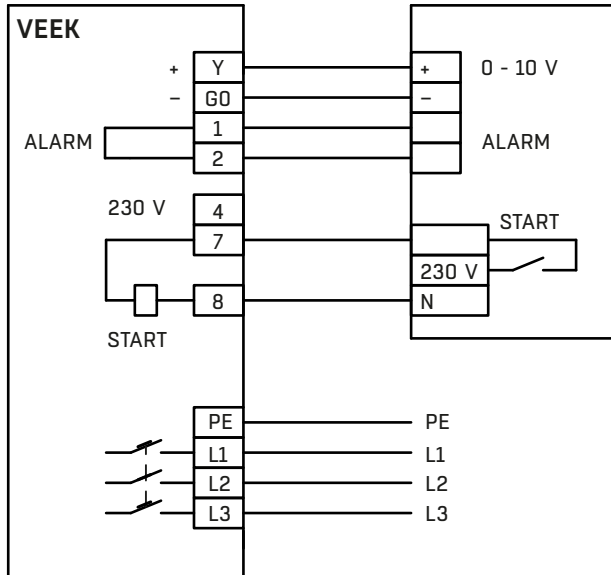 VEEK
+ Y + 0 - 10 V
– G0 –
1
ALARM ALARM
2
230 V 4
START
7
230 V
8 N
START
PE PE
L1 L1
L2 L2
L3 L3